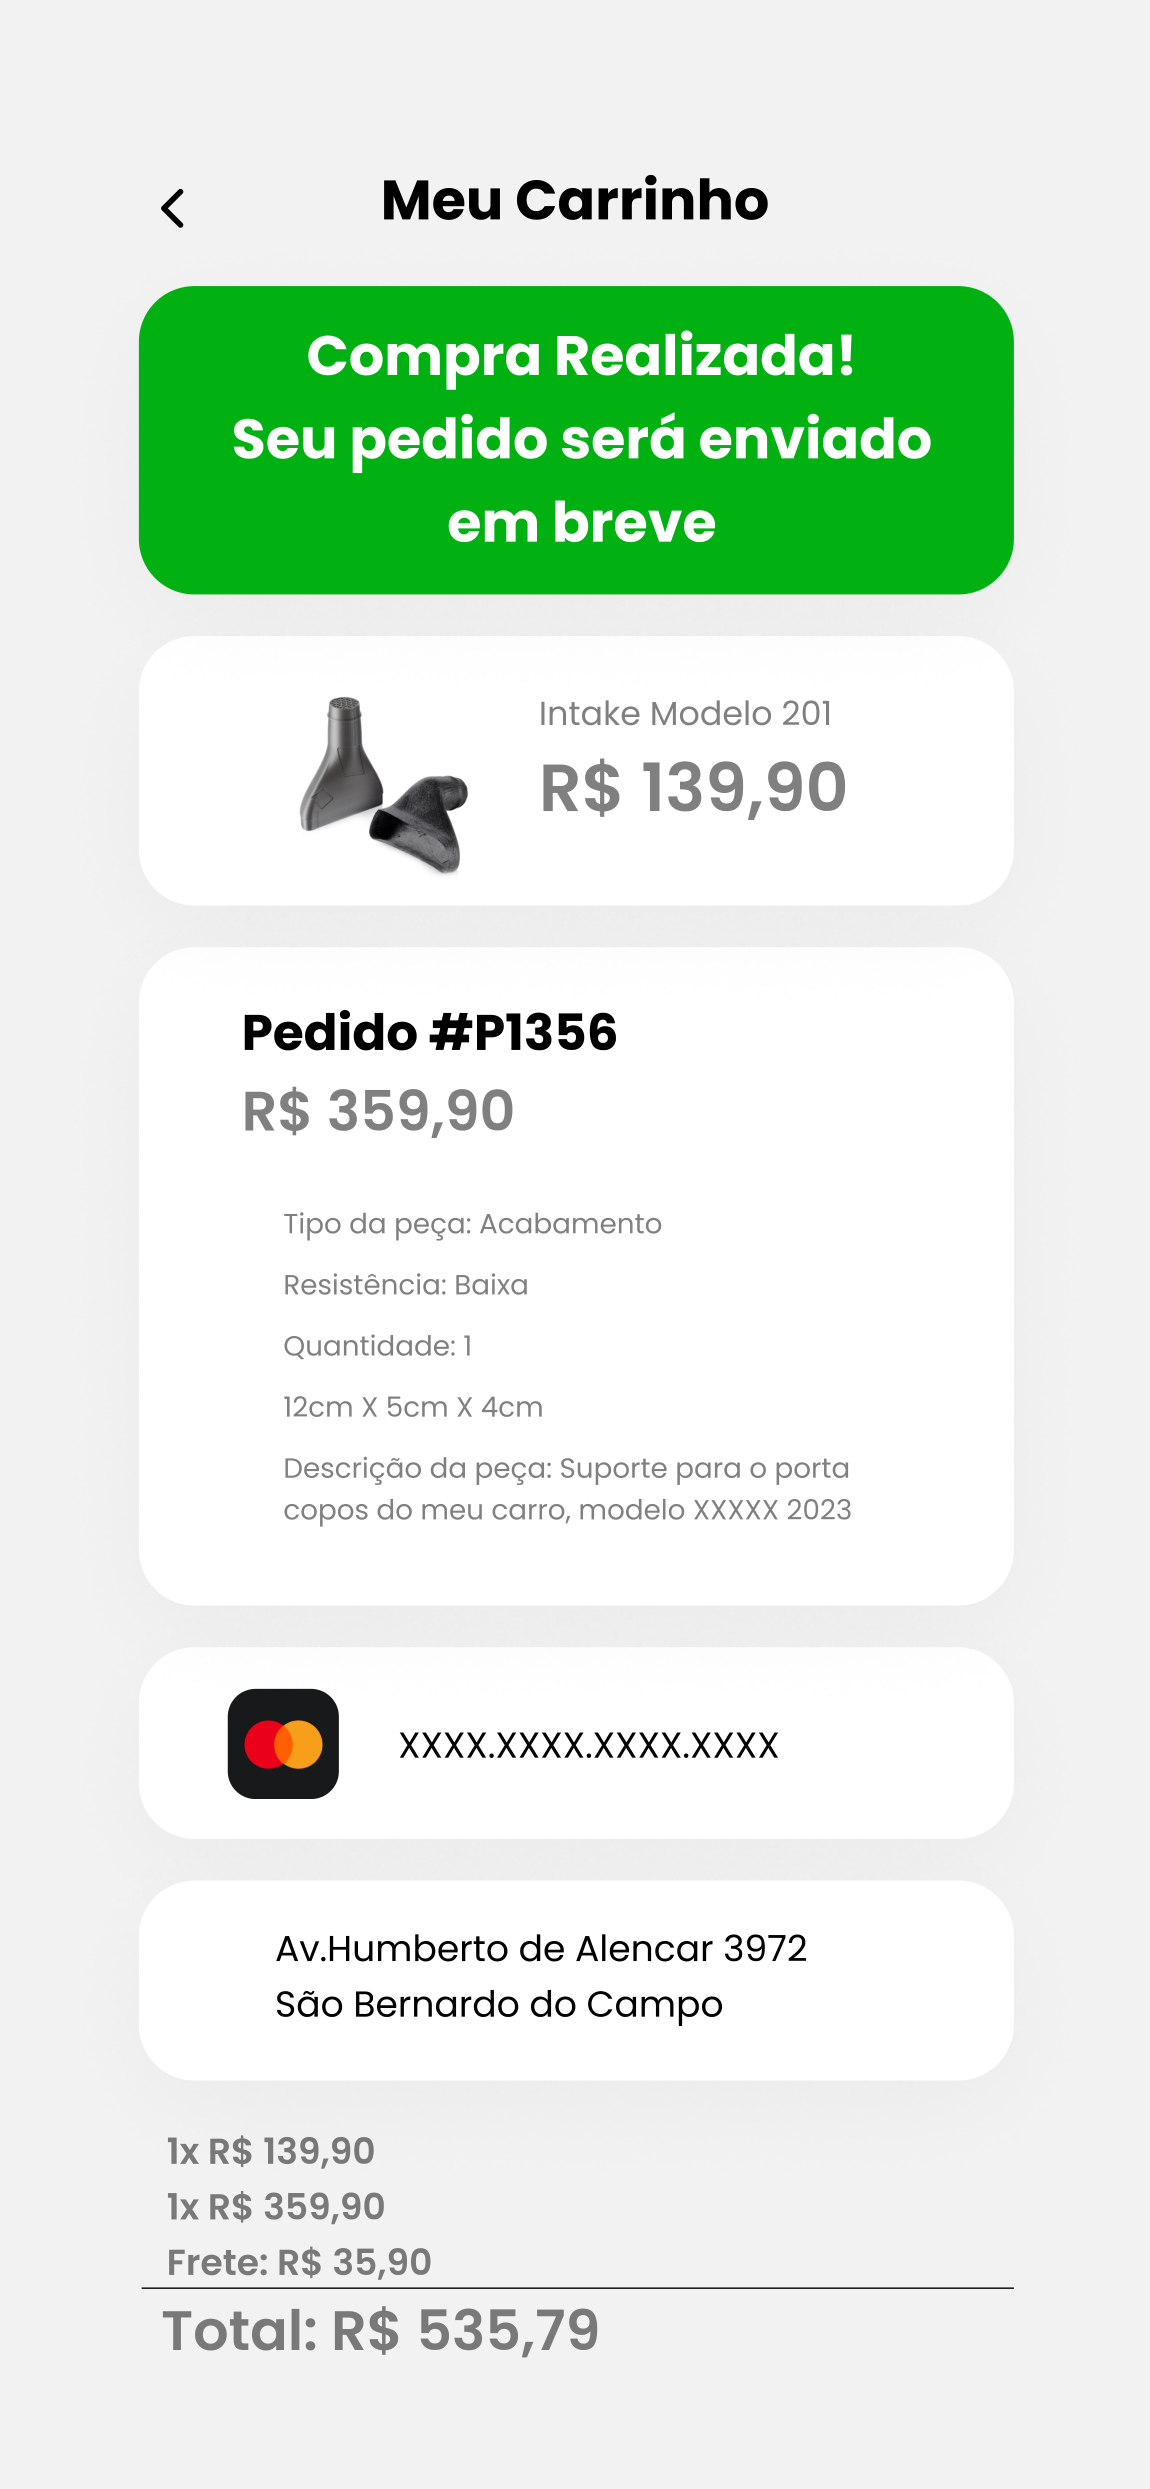 Meu Carrinho
Compra Realizada!
Seu pedido será enviado
em breve
Intake Modelo 201
R$ 139,90
Pedido #P1356
R$ 359,90
Tipo da peça: Acabamento
Resistência: Baixa
Quantidade: 1
12cm X 5cm X 4cm
Descrição da peça: Suporte para o porta
copos do meu carro, modelo XXXXX 2023
XXXX.XXXX.XXXX.XXXX
Av.Humberto de Alencar 3972
São Bernardo do Campo
1x R$ 139,90
1x R$ 359,90
Frete: R$ 35,90
Total: R$ 535,79